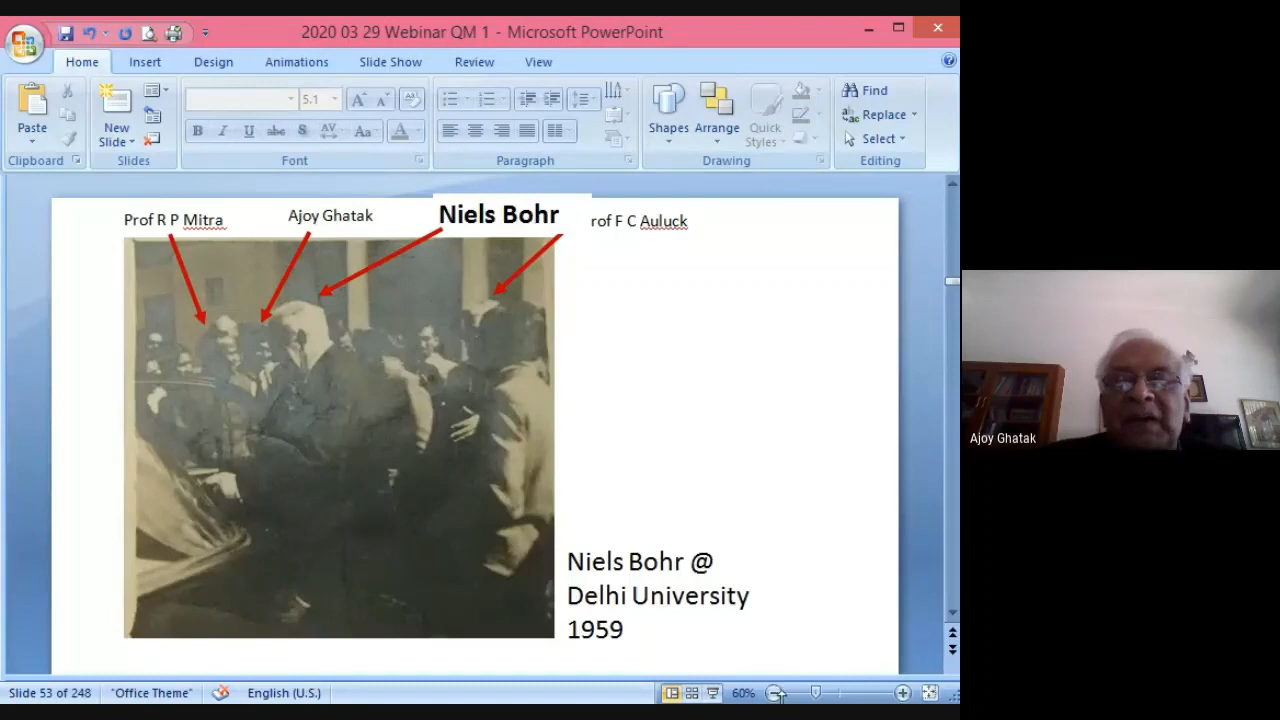 2020 03 29 Webinar QM 1 - Microsoft PowerPoint
Home Insert Design Animations Slide Show Review View
5.1
B I U abc S AV Aa A
Paste
New
Slide
Shapes Arrange Quick
Styles
Find
Replace
Select
Clipboard Slides Font Paragraph Drawing Editing
Prof R P Mitra Ajoy Ghatak Niels Bohr rof F C Auluck
Niels Bohr @
Delhi University
1959
Ajoy Ghatak
Slide 53 of 248 "Office Theme" English (U.S.) 60%